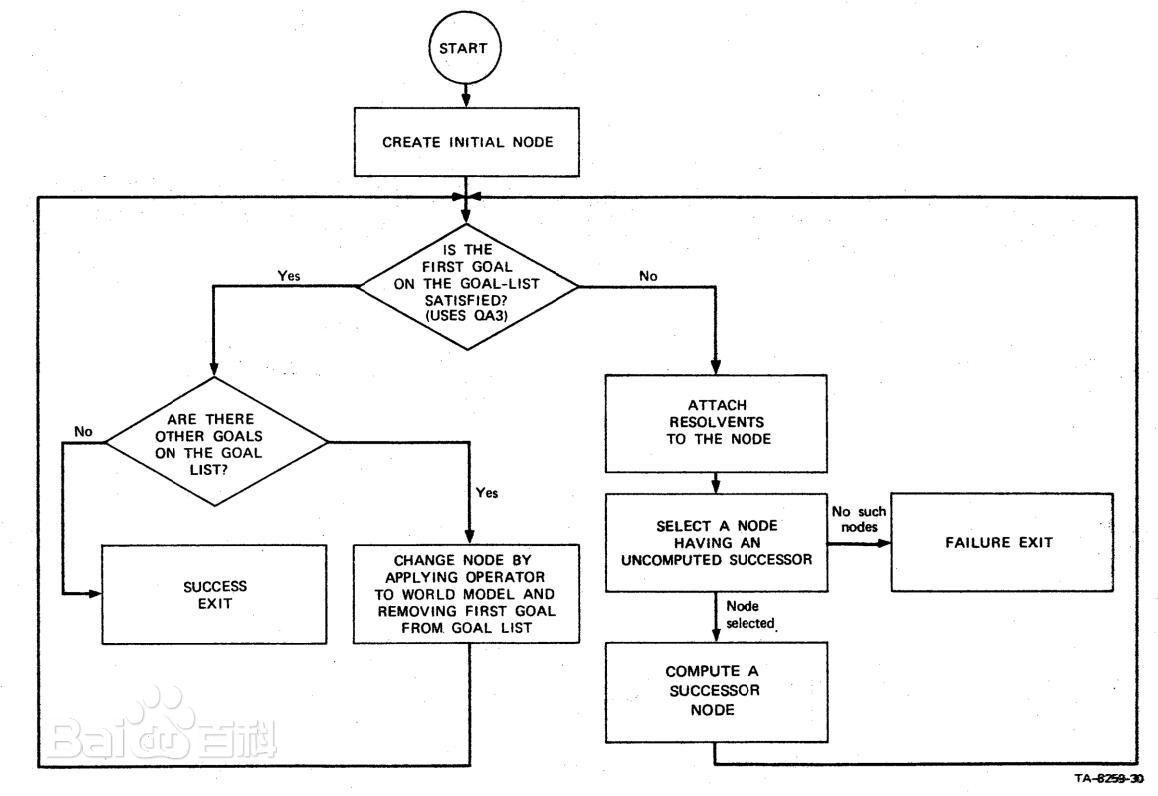 START
CREATE INITIAL NODE
IS THE
FIRST GOAL
ON THE GOAL-LIST
SATISFIED?
(USES QA3)
Yes
No
ARE THERE
OTHER GOALS
ON THE GOAL
LIST?
No
Yes
SUCCESS
EXIT
CHANGE NODE BY
APPLYING OPERATOR
TO WORLD MODEL AND
REMOVING FIRST GOAL
FROM GOAL LIST
ATTACH
RESOLVENTS
TO THE NODE
SELECT A NODE
HAVING AN
UNCOMPUTED SUCCESSOR
No such
nodes
FAILURE EXIT
Node
selected
COMPUTE A
SUCCESSOR
NODE
Bai百科
TA-8259-30